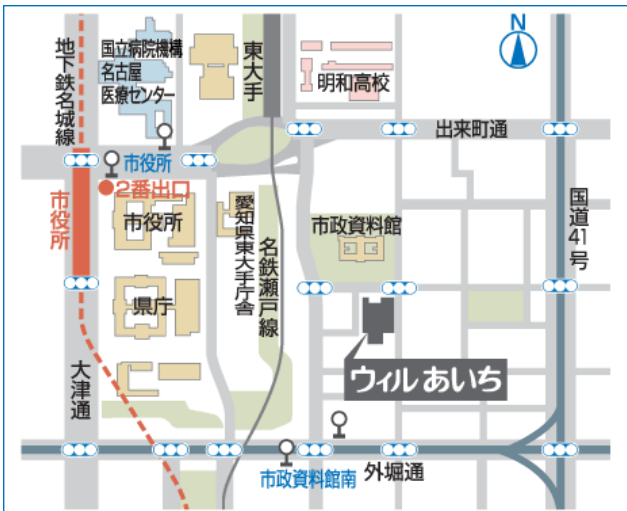 N
地下鉄名城線
国立病院機構
名古屋
医療センター
東大手
明和高校
出来町通
市役所
2番出口
市役所
市役所
愛知県東大手庁舎
名鉄瀬戸線
市政資料館
国道41号
県庁
ウィルあいち
大津通
市政資料館南
外堀通